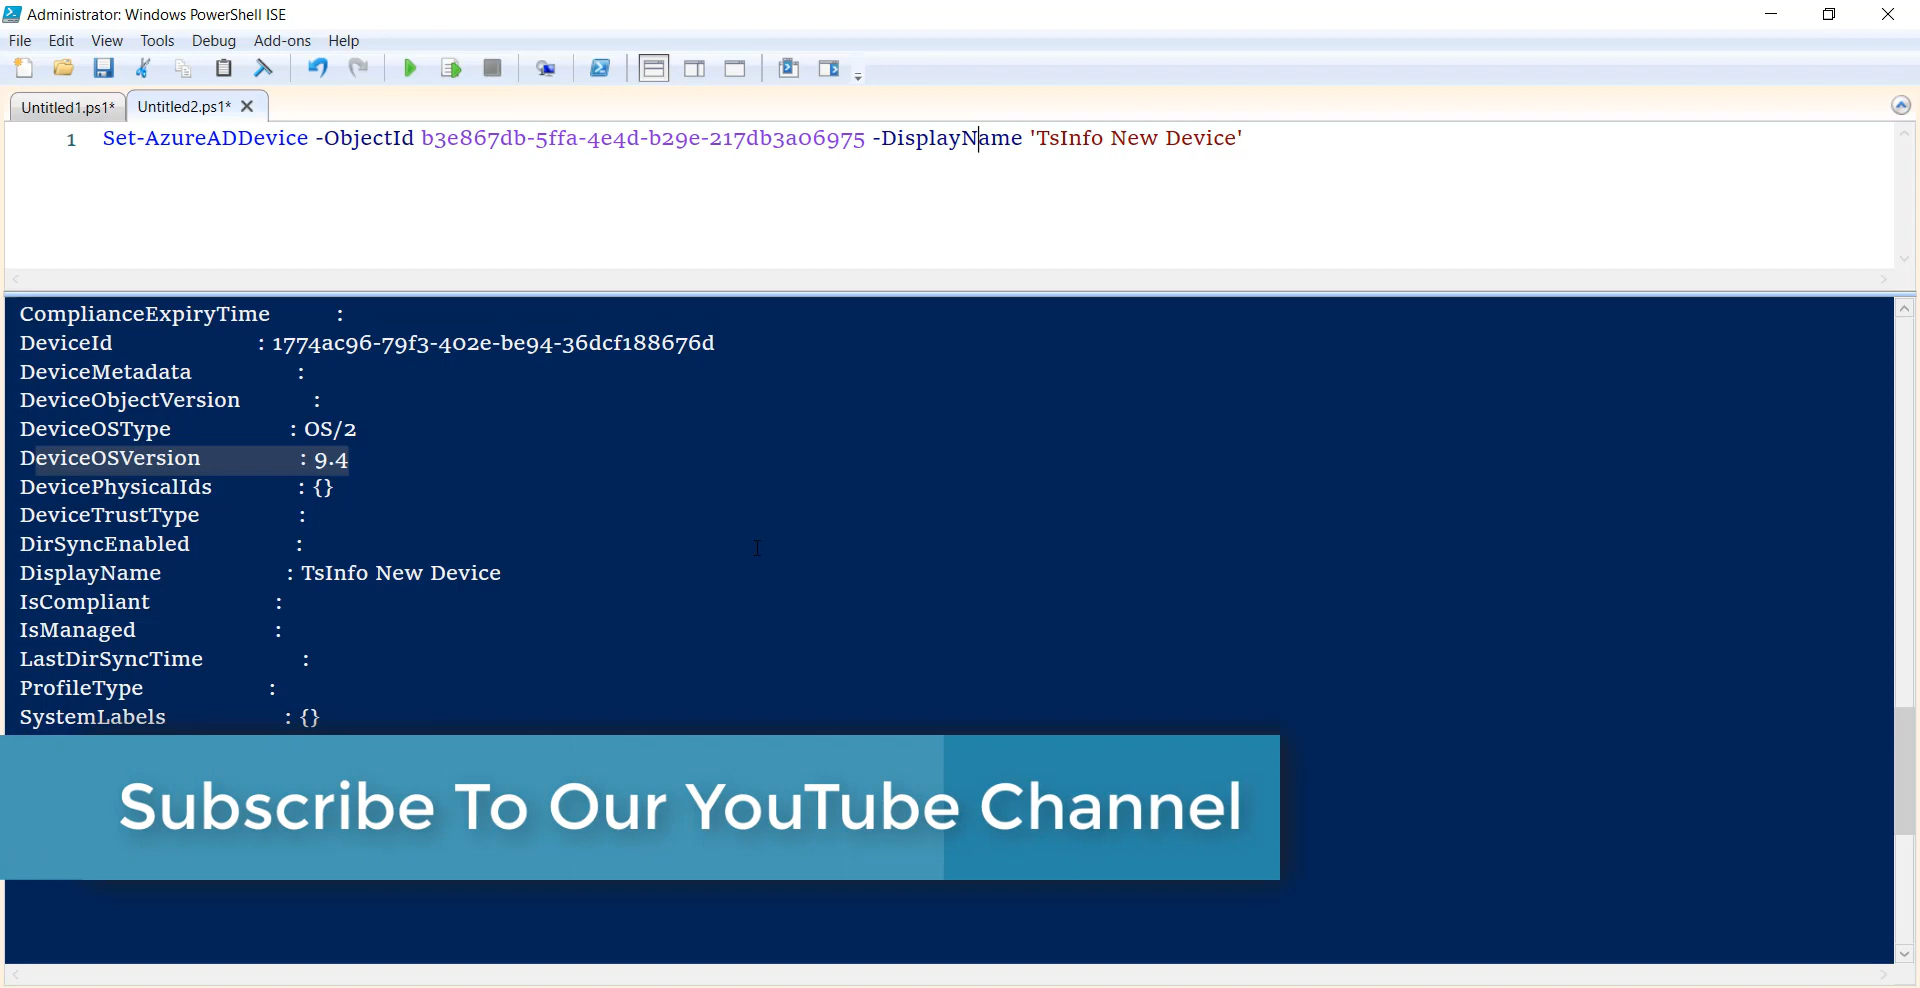 Administrator: Windows PowerShell ISE
File Edit View Tools Debug Add-ons Help
Untitled1.ps1* Untitled2.ps1*
1 Set-AzureADDevice -ObjectId b3e867db-5ffa-4e4d-b29e-217db3a06975 -DisplayName 'TsInfo New Device'
ComplianceExpiryTime :
DeviceId : 1774ac96-79f3-402e-be94-36dcf188676d
DeviceMetadata :
DeviceObjectVersion :
DeviceOSType : OS/2
DeviceOSVersion : 9.4
DevicePhysicalIds : {}
DeviceTrustType :
DirSyncEnabled :
DisplayName : TsInfo New Device
IsCompliant :
IsManaged :
LastDirSyncTime :
ProfileType :
SystemLabels : {}
Subscribe To Our YouTube Channel